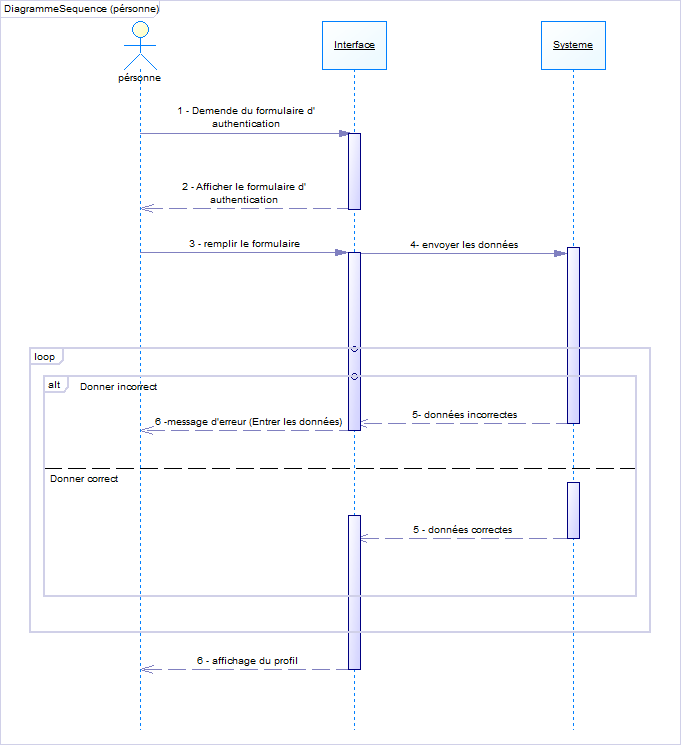 DiagrammeSequence (pérsonne)
Interface
Systeme
pérsonne
1 - Demende du formulaire d'
authentication
2 - Afficher le formulaire d'
authentication
3 - remplir le formulaire
4- envoyer les données
loop
alt
Donner incorrect
5- données incorrectes
6 -message d'erreur (Entrer les données)
Donner correct
5 - données correctes
6 - affichage du profil